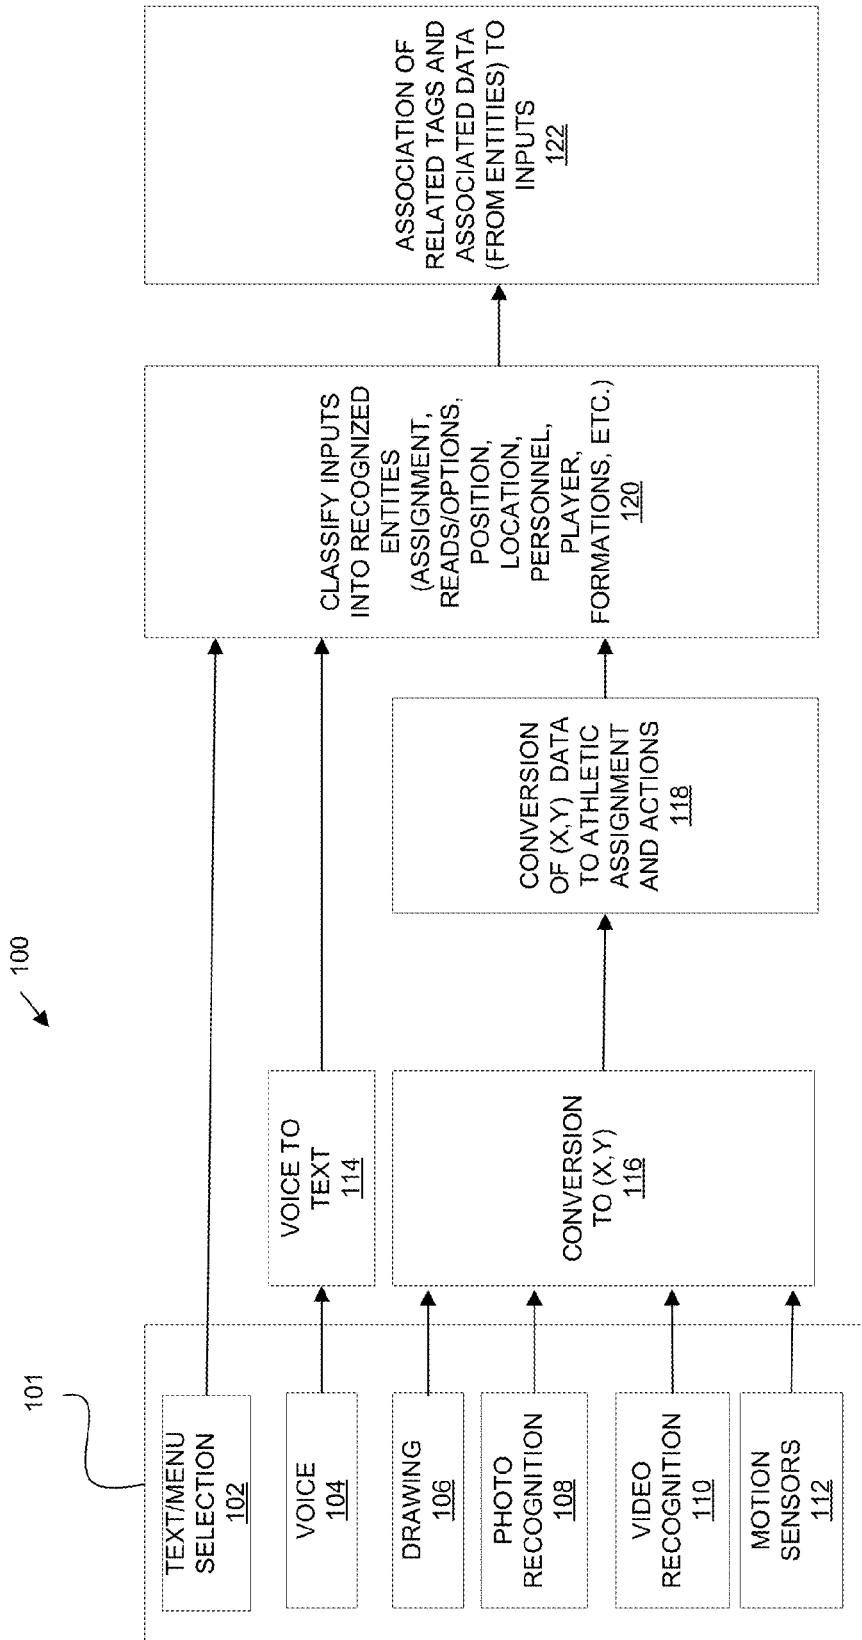 100
101
TEXT/MENU
SELECTION
102
VOICE
104
DRAWING
106
PHOTO
RECOGNITION
108
VIDEO
RECOGNITION
110
MOTION
SENSORS
112
VOICE TO
TEXT
114
CONVERSION
TO (X,Y)
116
CONVERSION
OF (X,Y) DATA
TO ATHLETIC
ASSIGNMENT
AND ACTIONS
118
CLASSIFY INPUTS
INTO RECOGNIZED
ENTITES
(ASSIGNMENT,
READS/OPTIONS,
POSITION,
LOCATION,
PERSONNEL,
PLAYER,
FORMATIONS, ETC.)
120
ASSOCIATION OF
RELATED TAGS AND
ASSOCIATED DATA
(FROM ENTITIES) TO
INPUTS
122